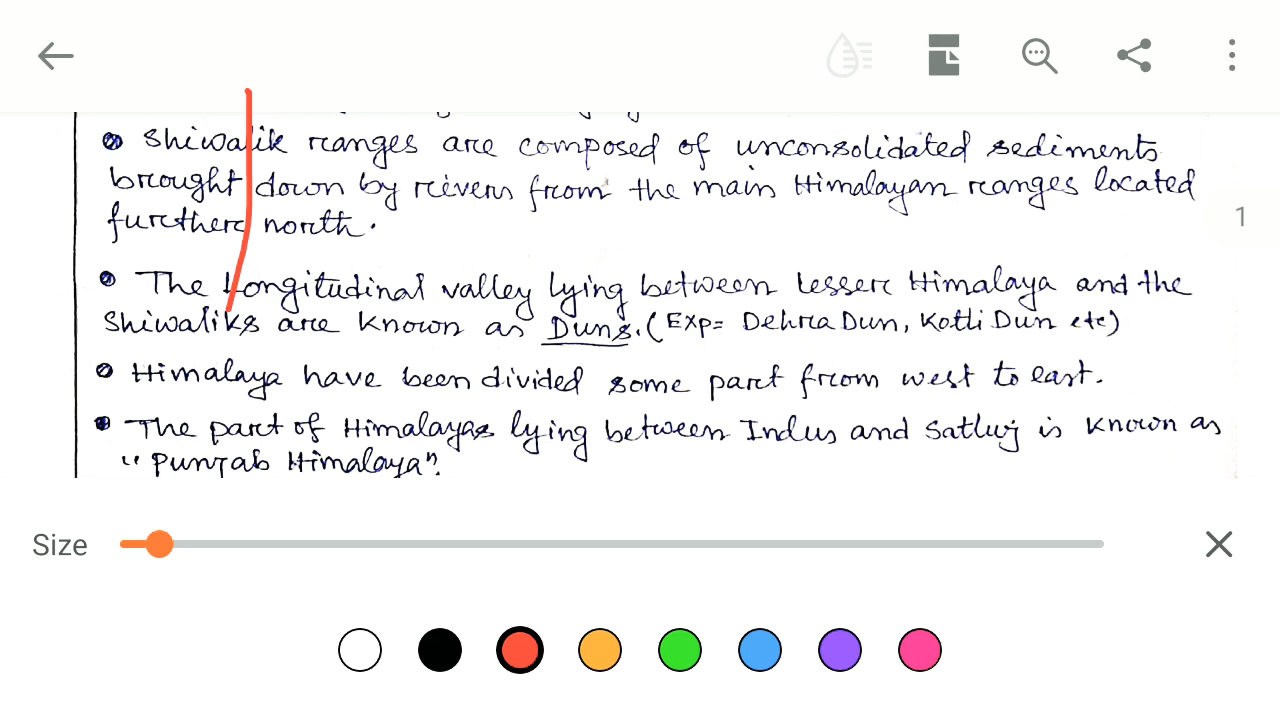 Shiwalik ranges are composed of unconsolidated sediments
1
brought down by rivers from the main Himalayan ranges located
further north.
The Longitudinal valley lying between Lesser Himalaya and the
Shiwaliks are known as Duns. (Exp= Dehra Dun, Kotli Dun etc)
Himalaya have been divided some part from west to east.
The part of Himalayas lying between Indus and Satluj is known as
"Punjab Himalaya".
Size